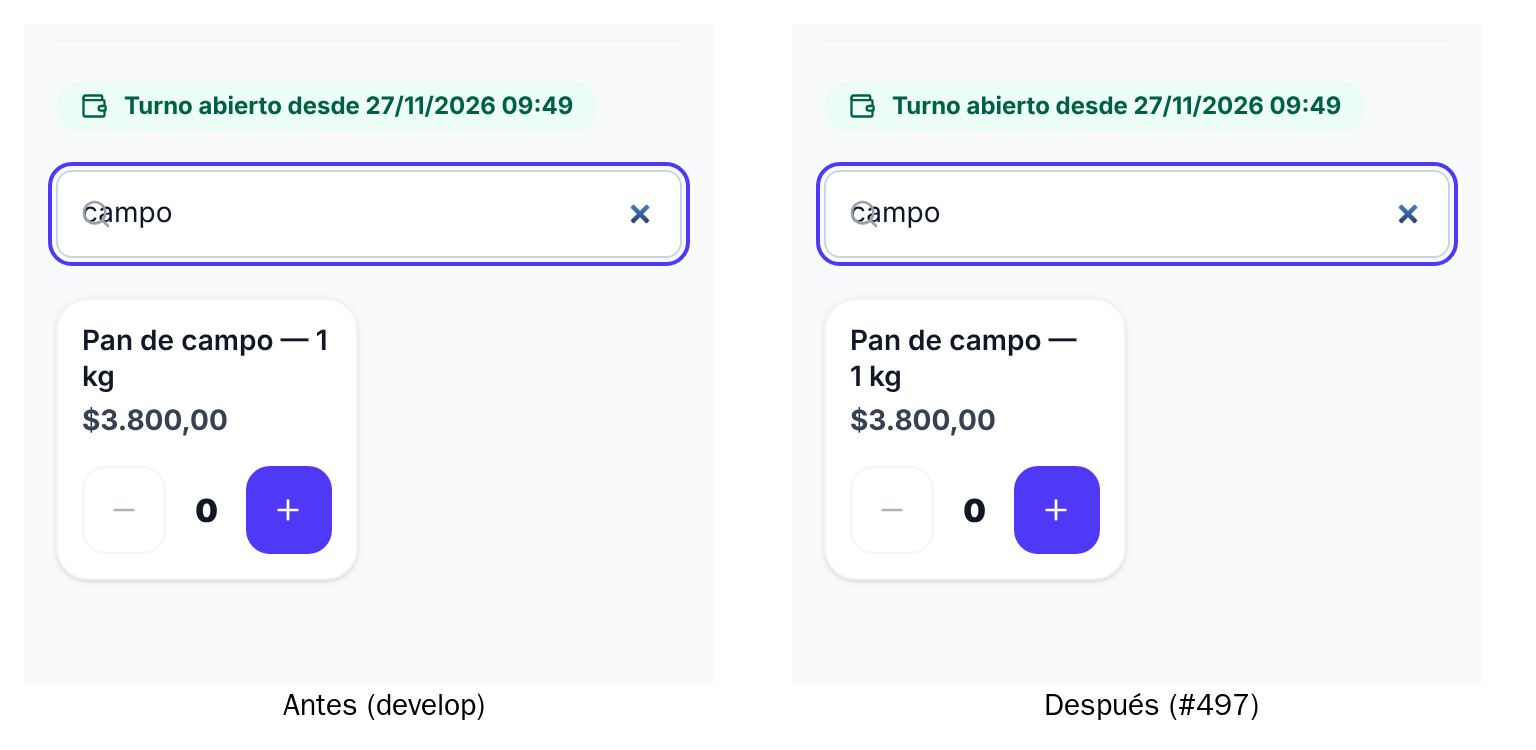 Turno abierto desde 27/11/2026 09:49
campo
Pan de campo — 1
kg
$3.800,00
0
Antes (develop)
Turno abierto desde 27/11/2026 09:49
campo
Pan de campo —
1 kg
$3.800,00
0
Después (#497)